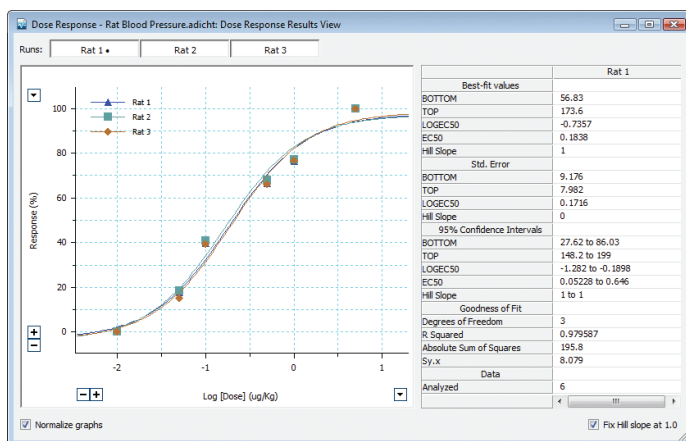 Dose Response - Rat Blood Pressure.adicht: Dose Response Results View
Runs: Rat 1 • Rat 2 Rat 3
Rat 1
Rat 2
Rat 3
100
80
60
40
20
0
Response (%)
-2 -1 0 1
Log [Dose] (ug/Kg)
Rat 1
Best-fit values
BOTTOM 56.83
TOP 173.6
LOGEC50 -0.7357
EC50 0.1838
Hill Slope 1
Std. Error
BOTTOM 9.176
TOP 7.982
LOGEC50 0.1716
Hill Slope 0
95% Confidence Intervals
BOTTOM 27.62 to 86.03
TOP 148.2 to 199
LOGEC50 -1.282 to -0.1898
EC50 0.05228 to 0.646
Hill Slope 1 to 1
Goodness of Fit
Degrees of Freedom 3
R Squared 0.979587
Absolute Sum of Squares 195.8
Sy.x 8.079
Data
Analyzed 6
Normalize graphs
Fix Hill slope at 1.0